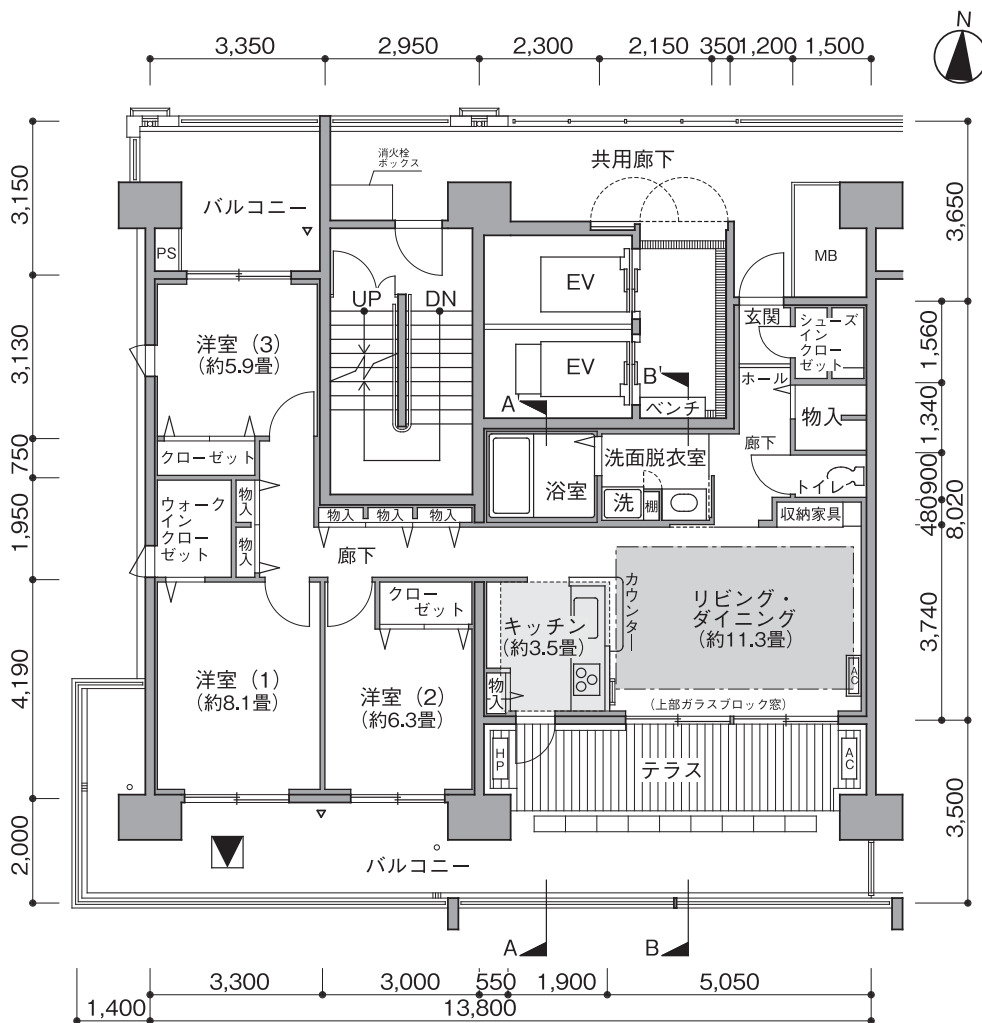 N
3,350
2,950
2,300
2,150
350
1,200
1,500
消火栓
ボックス
共用廊下
バルコニー
PS
MB
EV
UP
DN
玄関
シューズ
イン
クロー
ゼット
洋室（3）
（約5.9畳）
EV
B'
ホール
A'
ベンチ
物入
クローゼット
洗面脱衣室
廊下
浴室
トイレ
ウォーク
イン
クロー
ゼット
物入
物入
洗
棚
物入
物入
物入
収納家具
廊下
クロー
ゼット
カウンタ
キッチン
（約3.5畳）
リビング・
ダイニング
（約11.3畳）
洋室（1）
（約8.1畳）
洋室（2）
（約6.3畳）
物入
AC
（上部ガラスブロック窓）
HP
テラス
AC
バルコニー
A
B
3,150
3,130
750
1,950
4,190
2,000
3,650
1,560
1,340
900
480
8,020
3,740
3,500
3,300
3,000
550
1,900
5,050
1,400
13,800